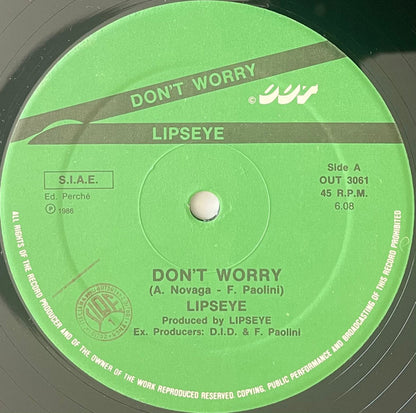 DON'T WORRY
© OUT
LIPSEYE
S.I.A.E.
Ed. Perché
℗ 1986
Side A
OUT 3061
45 R.P.M.
6.08
DON'T WORRY
(A. Novaga - F. Paolini)
LIPSEYE
Produced by LIPSEYE
Ex. Producers: D.I.D. & F. Paolini
ALL RIGHTS OF THE RECORD PRODUCER AND OF THE OWNER OF THE WORK REPRODUCED RESERVED. COPYING, PUBLIC PERFORMANCE AND BROADCASTING OF THIS RECORD PROHIBITED